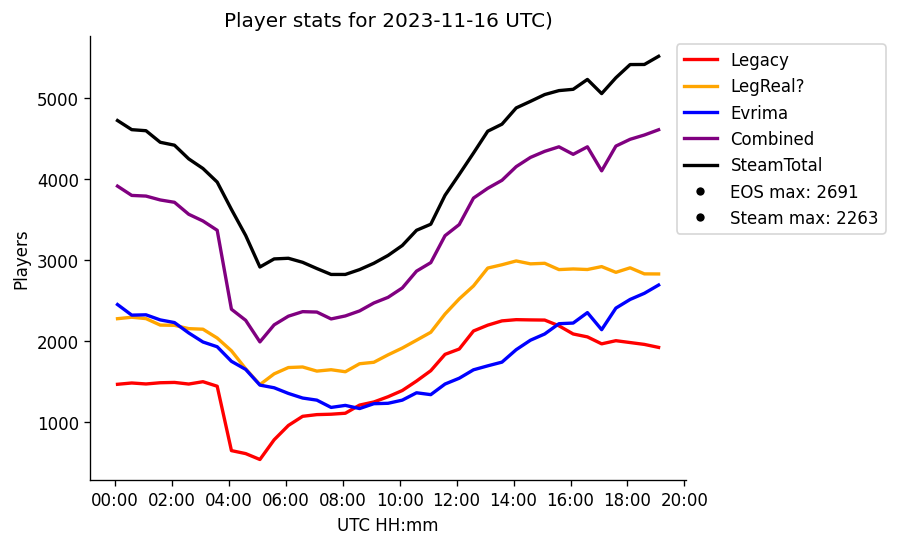 Player stats for 2023-11-16 UTC)
Legacy
LegReal?
Evrima
Combined
SteamTotal
EOS max: 2691
Steam max: 2263
Players
5000
4000
3000
2000
1000
00:00 02:00 04:00 06:00 08:00 10:00 12:00 14:00 16:00 18:00 20:00
UTC HH:mm